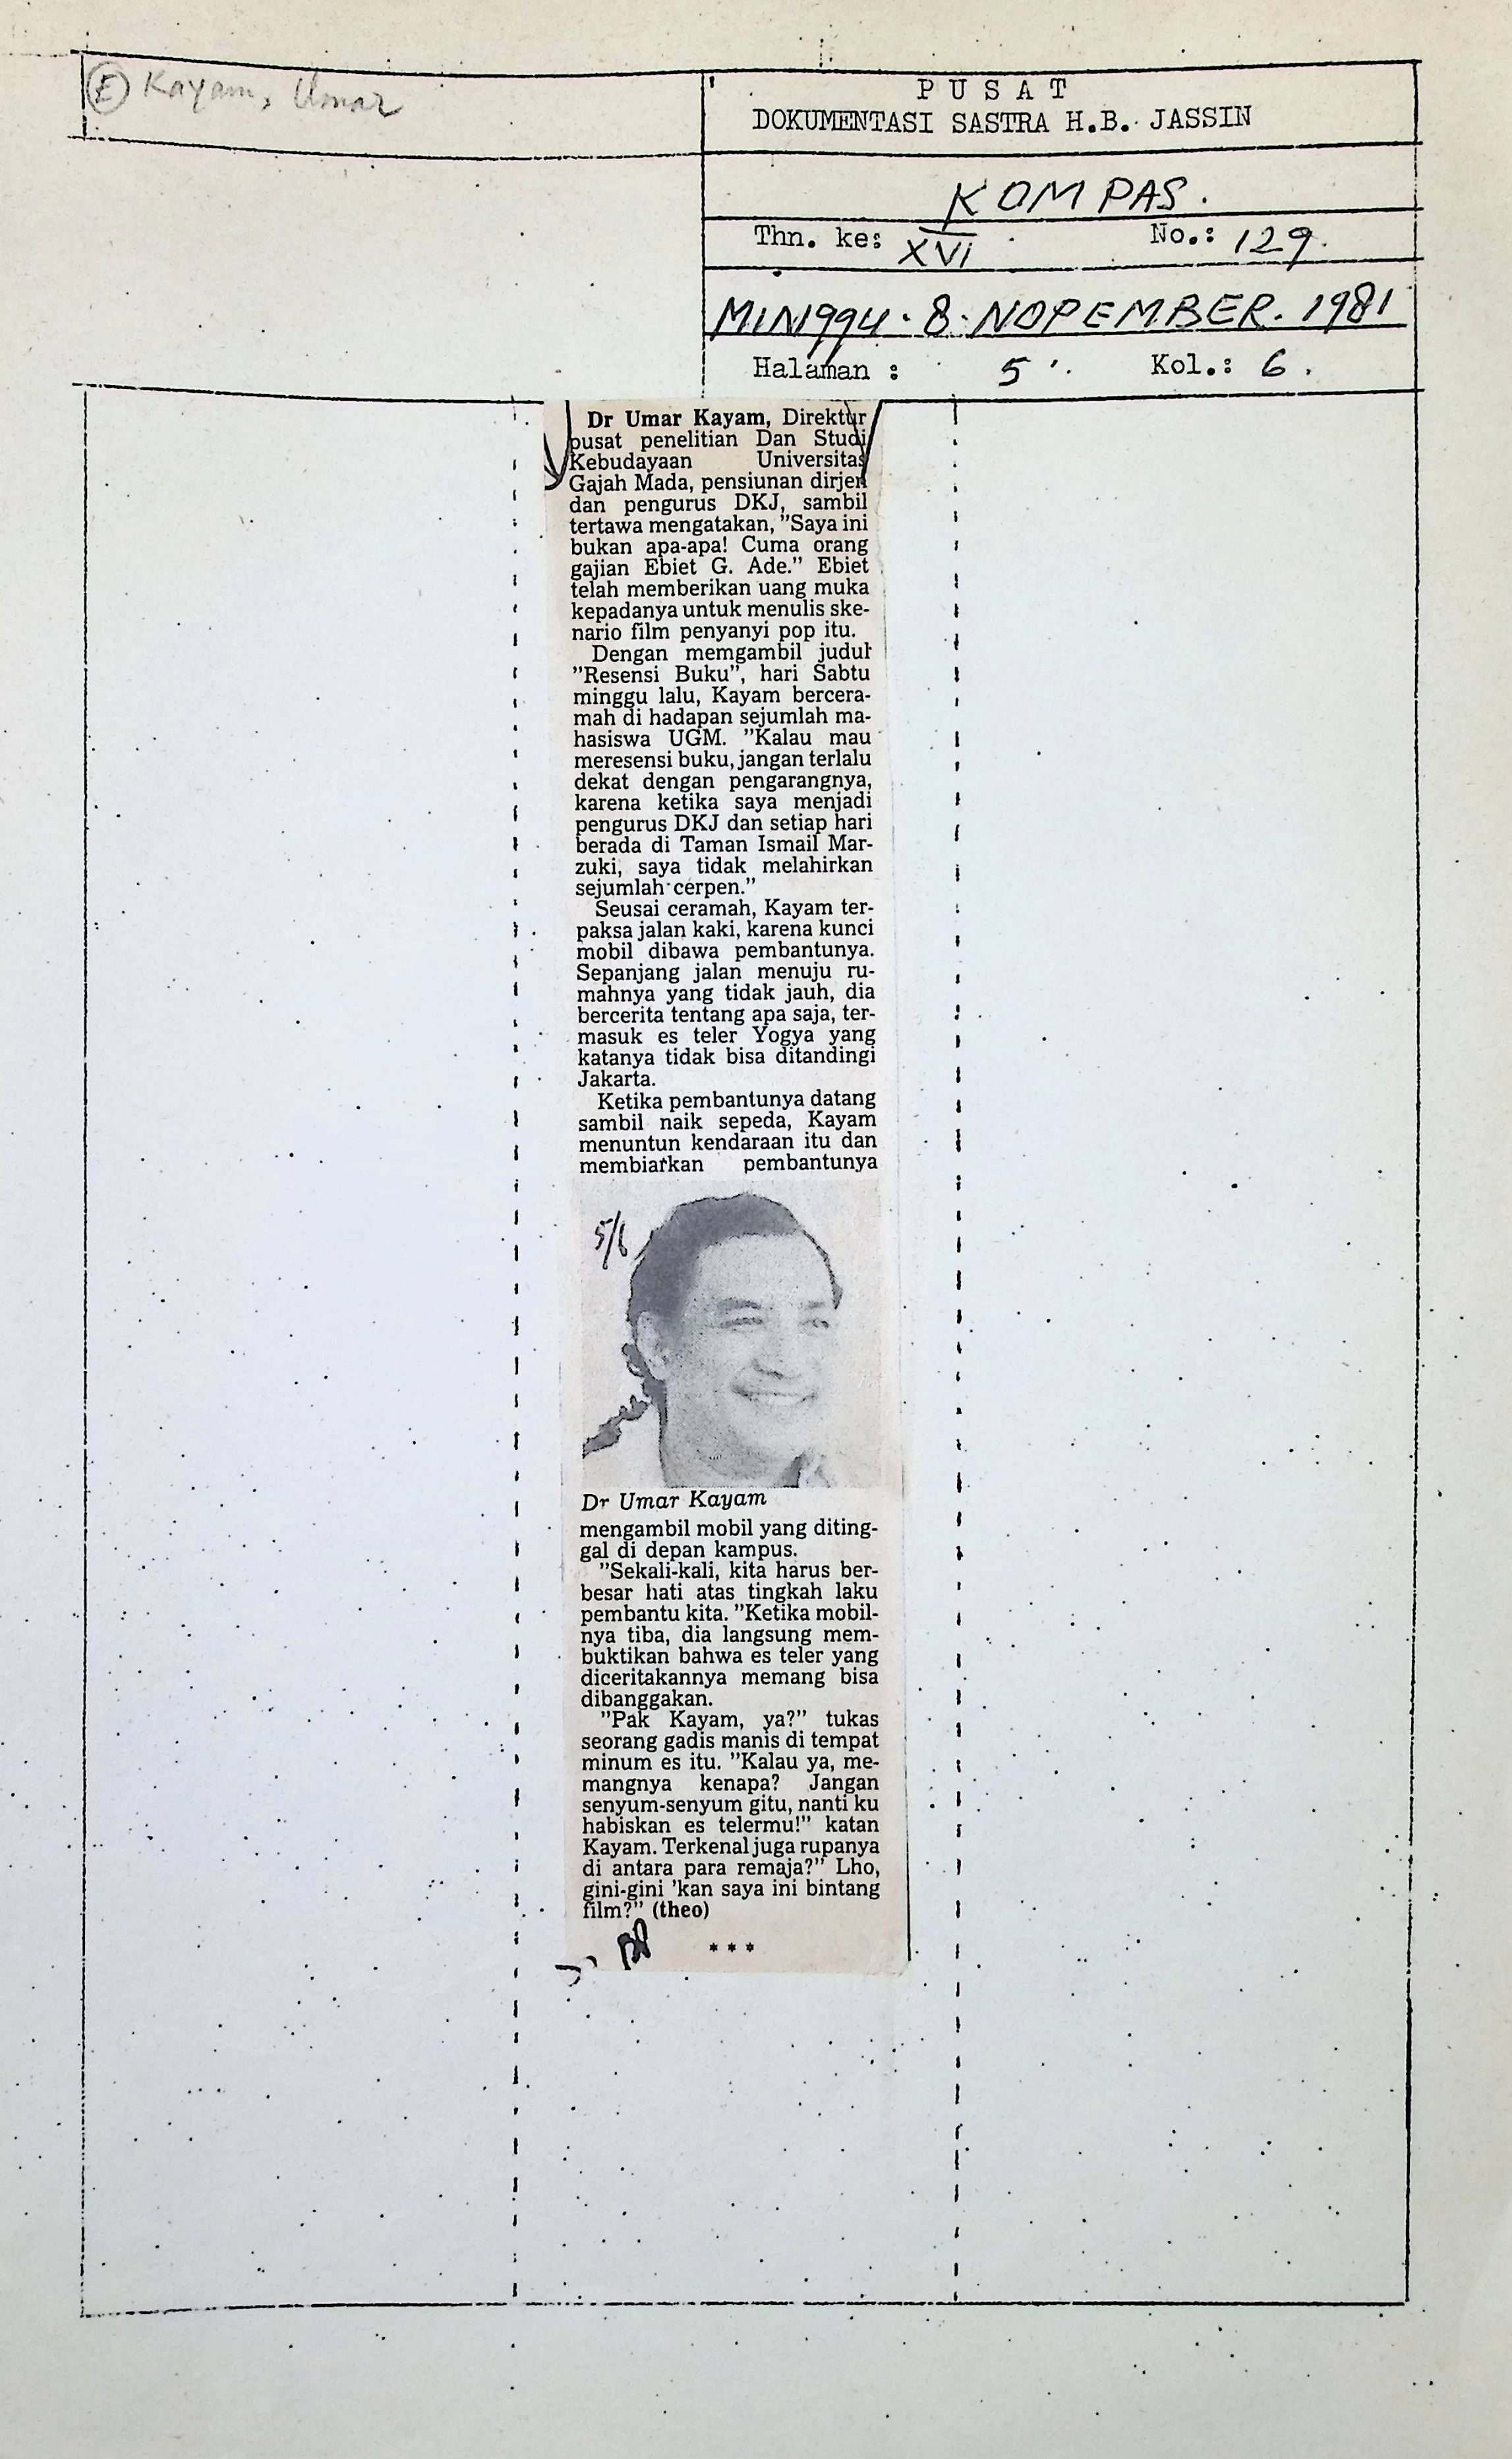 Ⓔ Kayam, Umar
PUSAT
DOKUMENTASI SASTRA H.B. JASSIN
KOMPAS.
Thn. ke: XVI No.: 129.
MINggu. 8. NOPEMBER. 1981
Halaman : 5 Kol.: 6.
Dr Umar Kayam, Direktur
pusat penelitian Dan Studi
Kebudayaan Universitas
Gajah Mada, pensiunan dirjen
dan pengurus DKJ, sambil
tertawa mengatakan, "Saya ini
bukan apa-apa! Cuma orang
gajian Ebiet G. Ade." Ebiet
telah memberikan uang muka
kepadanya untuk menulis ske-
nario film penyanyi pop itu.
Dengan memgambil judul
"Resensi Buku", hari Sabtu
minggu lalu, Kayam bercera-
mah di hadapan sejumlah ma-
hasiswa UGM. "Kalau mau
meresensi buku, jangan terlalu
dekat dengan pengarangnya,
karena ketika saya menjadi
pengurus DKJ dan setiap hari
berada di Taman Ismail Mar-
zuki, saya tidak melahirkan
sejumlah cerpen."
Seusai ceramah, Kayam ter-
paksa jalan kaki, karena kunci
mobil dibawa pembantunya.
Sepanjang jalan menuju ru-
mahnya yang tidak jauh, dia
bercerita tentang apa saja, ter-
masuk es teler Yogya yang
katanya tidak bisa ditandingi
Jakarta.
Ketika pembantunya datang
sambil naik sepeda, Kayam
menuntun kendaraan itu dan
membiarkan pembantunya
5/6
Dr Umar Kayam
mengambil mobil yang diting-
gal di depan kampus.
"Sekali-kali, kita harus ber-
besar hati atas tingkah laku
pembantu kita. "Ketika mobil-
nya tiba, dia langsung mem-
buktikan bahwa es teler yang
diceritakannya memang bisa
dibanggakan.
"Pak Kayam, ya?" tukas
seorang gadis manis di tempat
minum es itu. "Kalau ya, me-
mangnya kenapa? Jangan
senyum-senyum gitu, nanti ku
habiskan es telermu!" katan
Kayam. Terkenal juga rupanya
di antara para remaja?" Lho,
gini-gini 'kan saya ini bintang
film?" (theo)
* * *